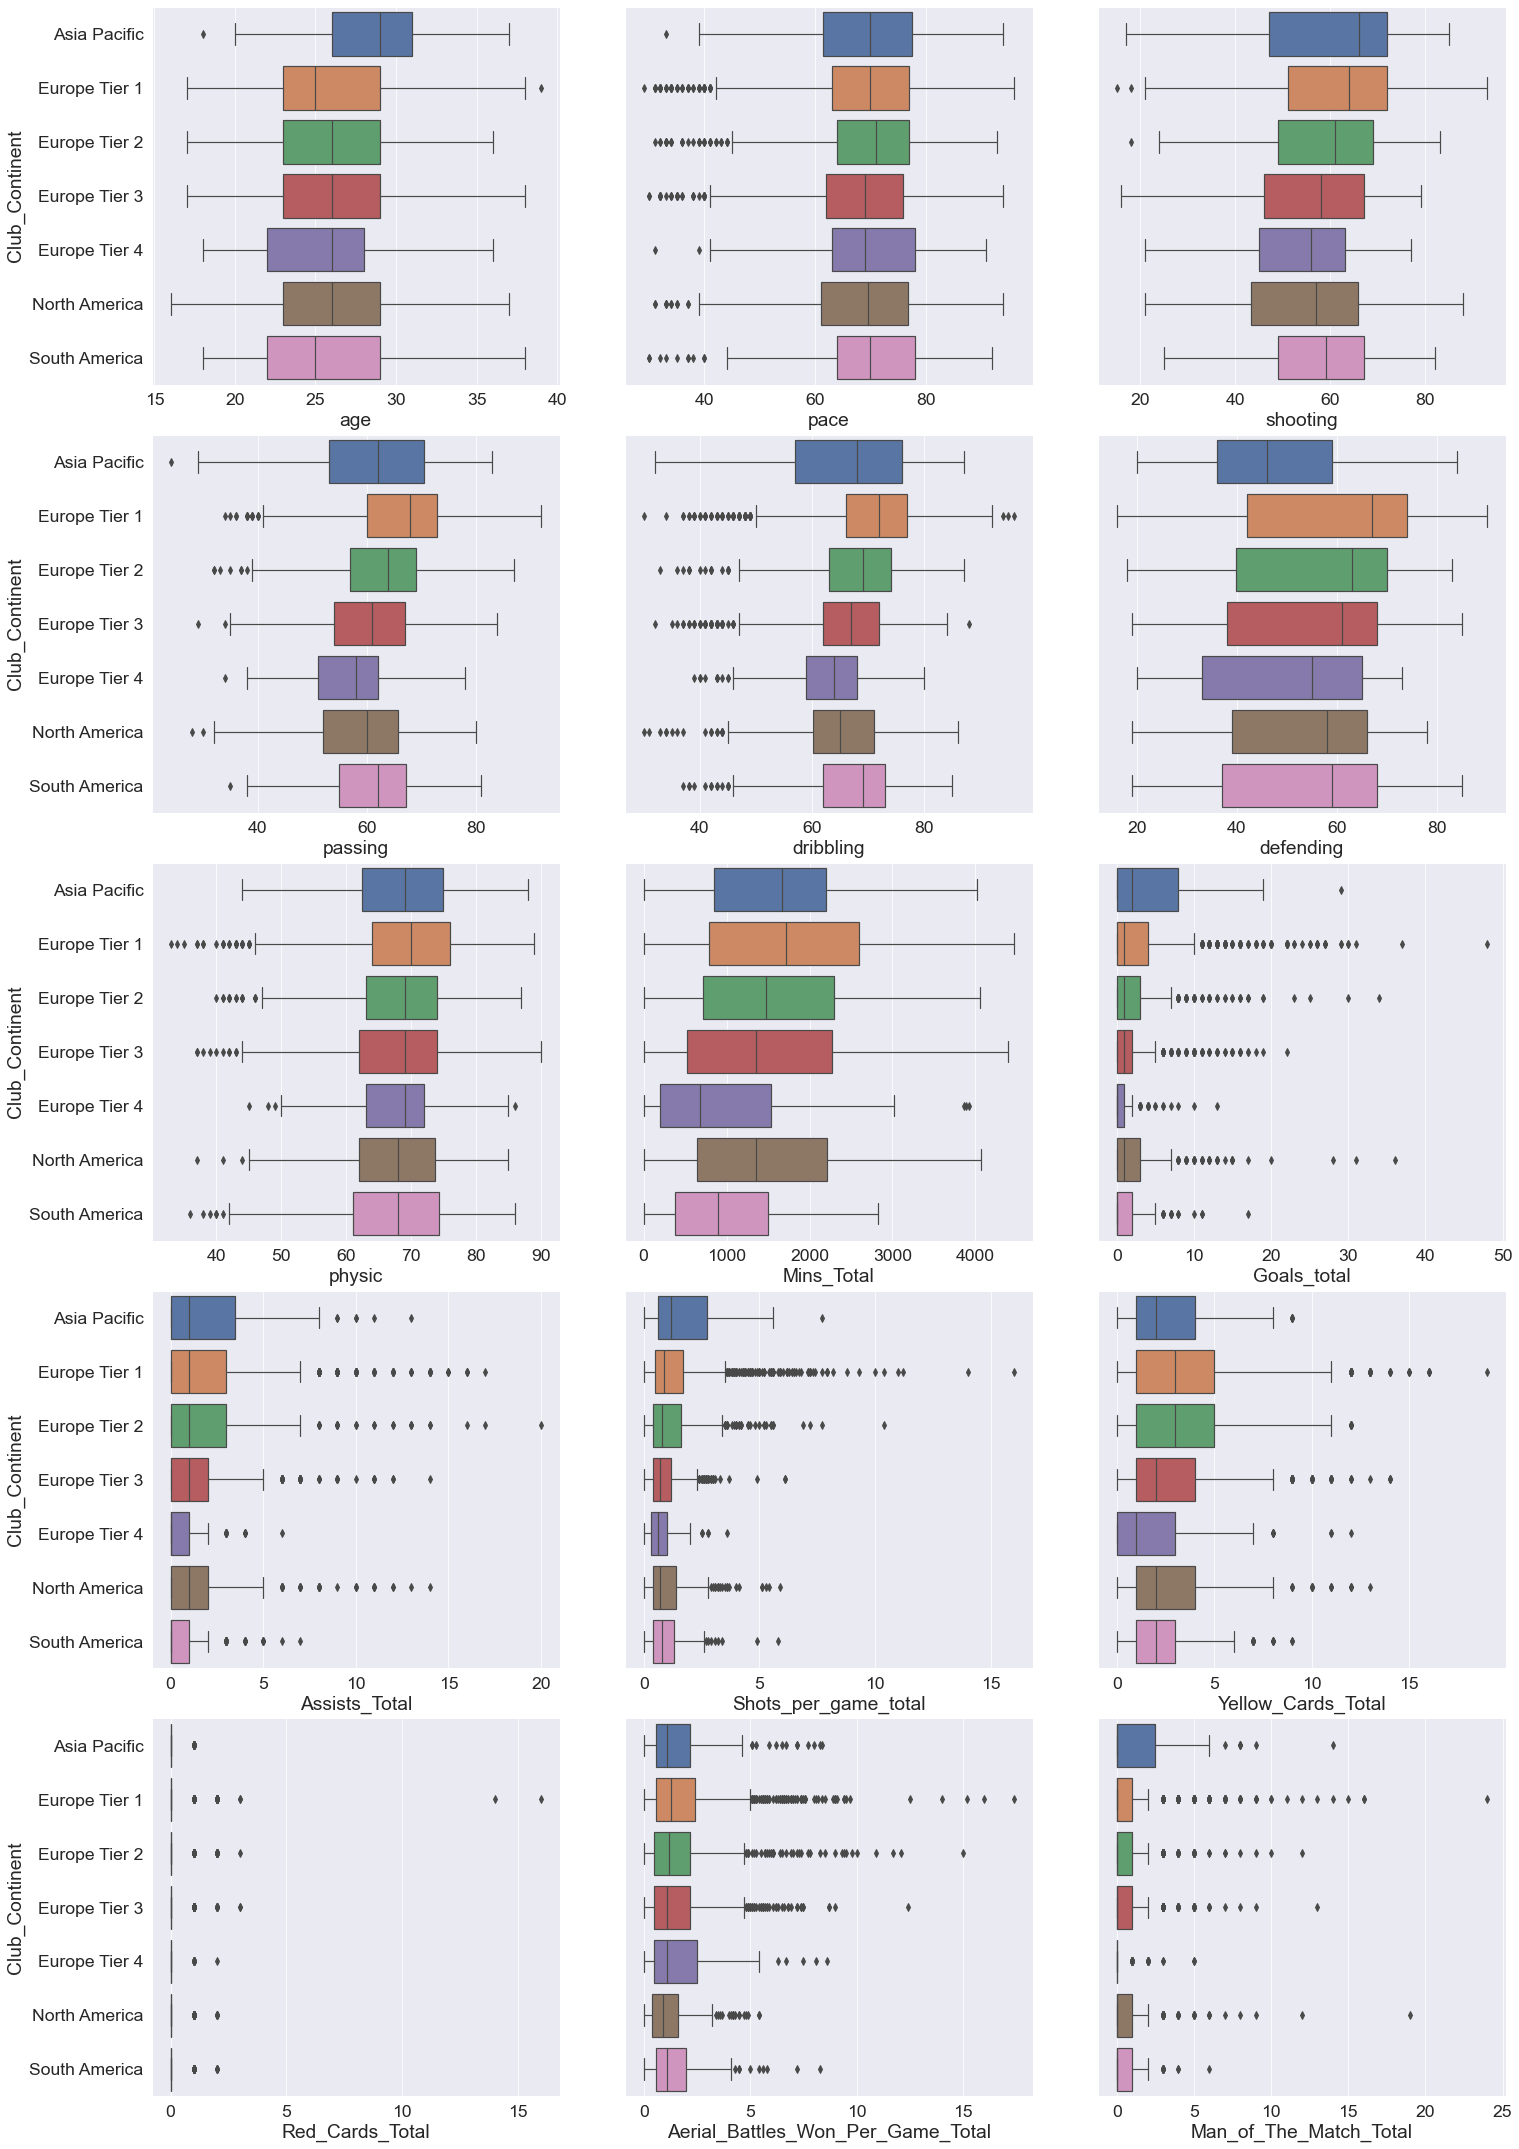 Club_Continent
Asia Pacific
Europe Tier 1
Europe Tier 2
Europe Tier 3
Europe Tier 4
North America
South America
15 20 25 30 35 40
age
40 60 80
pace
20 40 60 80
shooting
Club_Continent
Asia Pacific
Europe Tier 1
Europe Tier 2
Europe Tier 3
Europe Tier 4
North America
South America
40 60 80
passing
40 60 80
dribbling
20 40 60 80
defending
Club_Continent
Asia Pacific
Europe Tier 1
Europe Tier 2
Europe Tier 3
Europe Tier 4
North America
South America
40 50 60 70 80 90
physic
0 1000 2000 3000 4000
Mins_Total
0 10 20 30 40 50
Goals_total
Club_Continent
Asia Pacific
Europe Tier 1
Europe Tier 2
Europe Tier 3
Europe Tier 4
North America
South America
0 5 10 15 20
Assists_Total
0 5 10 15
Shots_per_game_total
0 5 10 15
Yellow_Cards_Total
Club_Continent
Asia Pacific
Europe Tier 1
Europe Tier 2
Europe Tier 3
Europe Tier 4
North America
South America
0 5 10 15
Red_Cards_Total
0 5 10 15
Aerial_Battles_Won_Per_Game_Total
0 5 10 15 20 25
Man_of_The_Match_Total